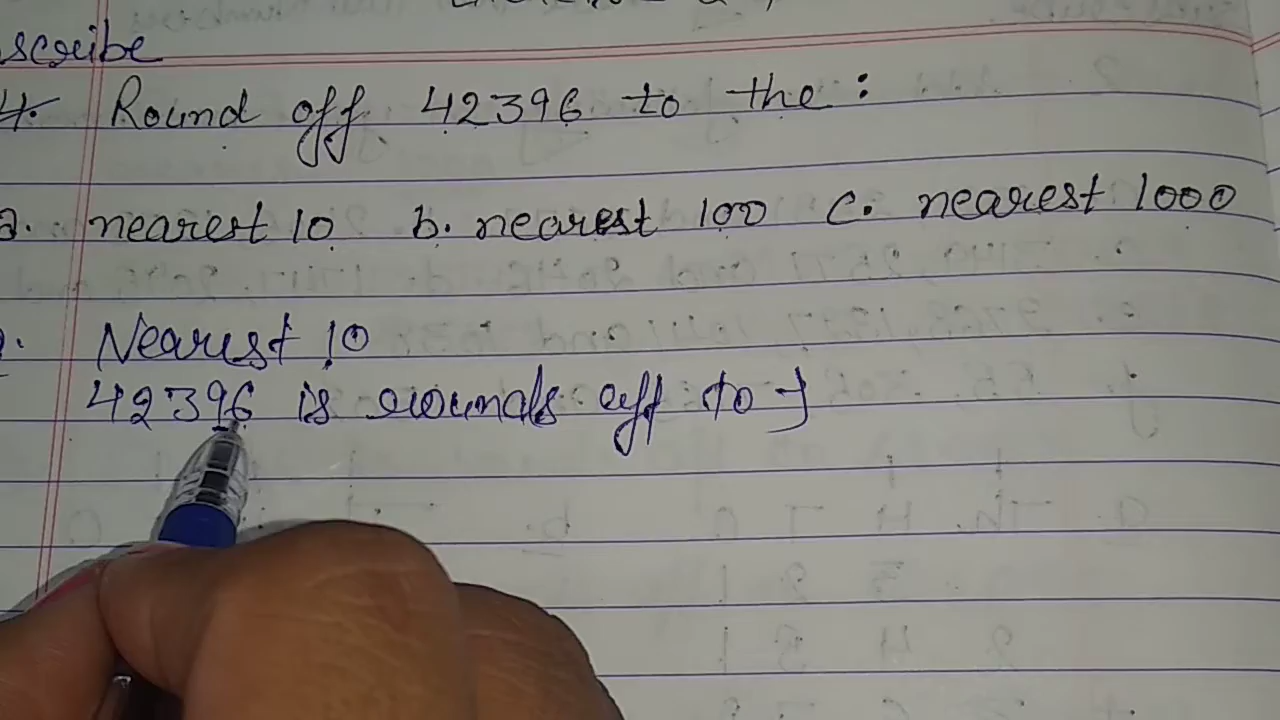 scribe
4. Round off 42396 to the :
a. nearest 10 b. nearest 100 c. nearest 1000
Nearest 10
42396 is rounds off to